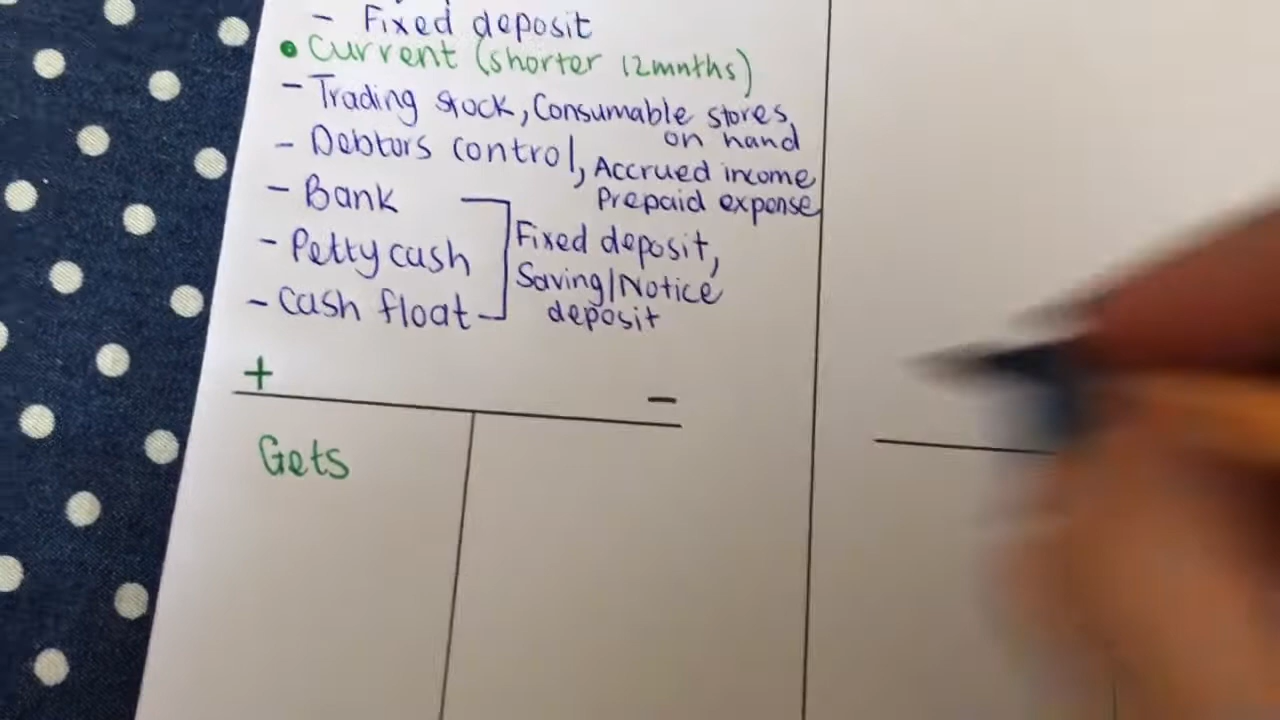 - Fixed deposit
• Current (shorter 12mnths)
- Trading stock, Consumable stores
on hand
- Debtors control, Accrued income
Prepaid expense
- Bank
- Petty cash
- Cash float
Fixed deposit,
Saving/Notice
deposit
+ -
Gets